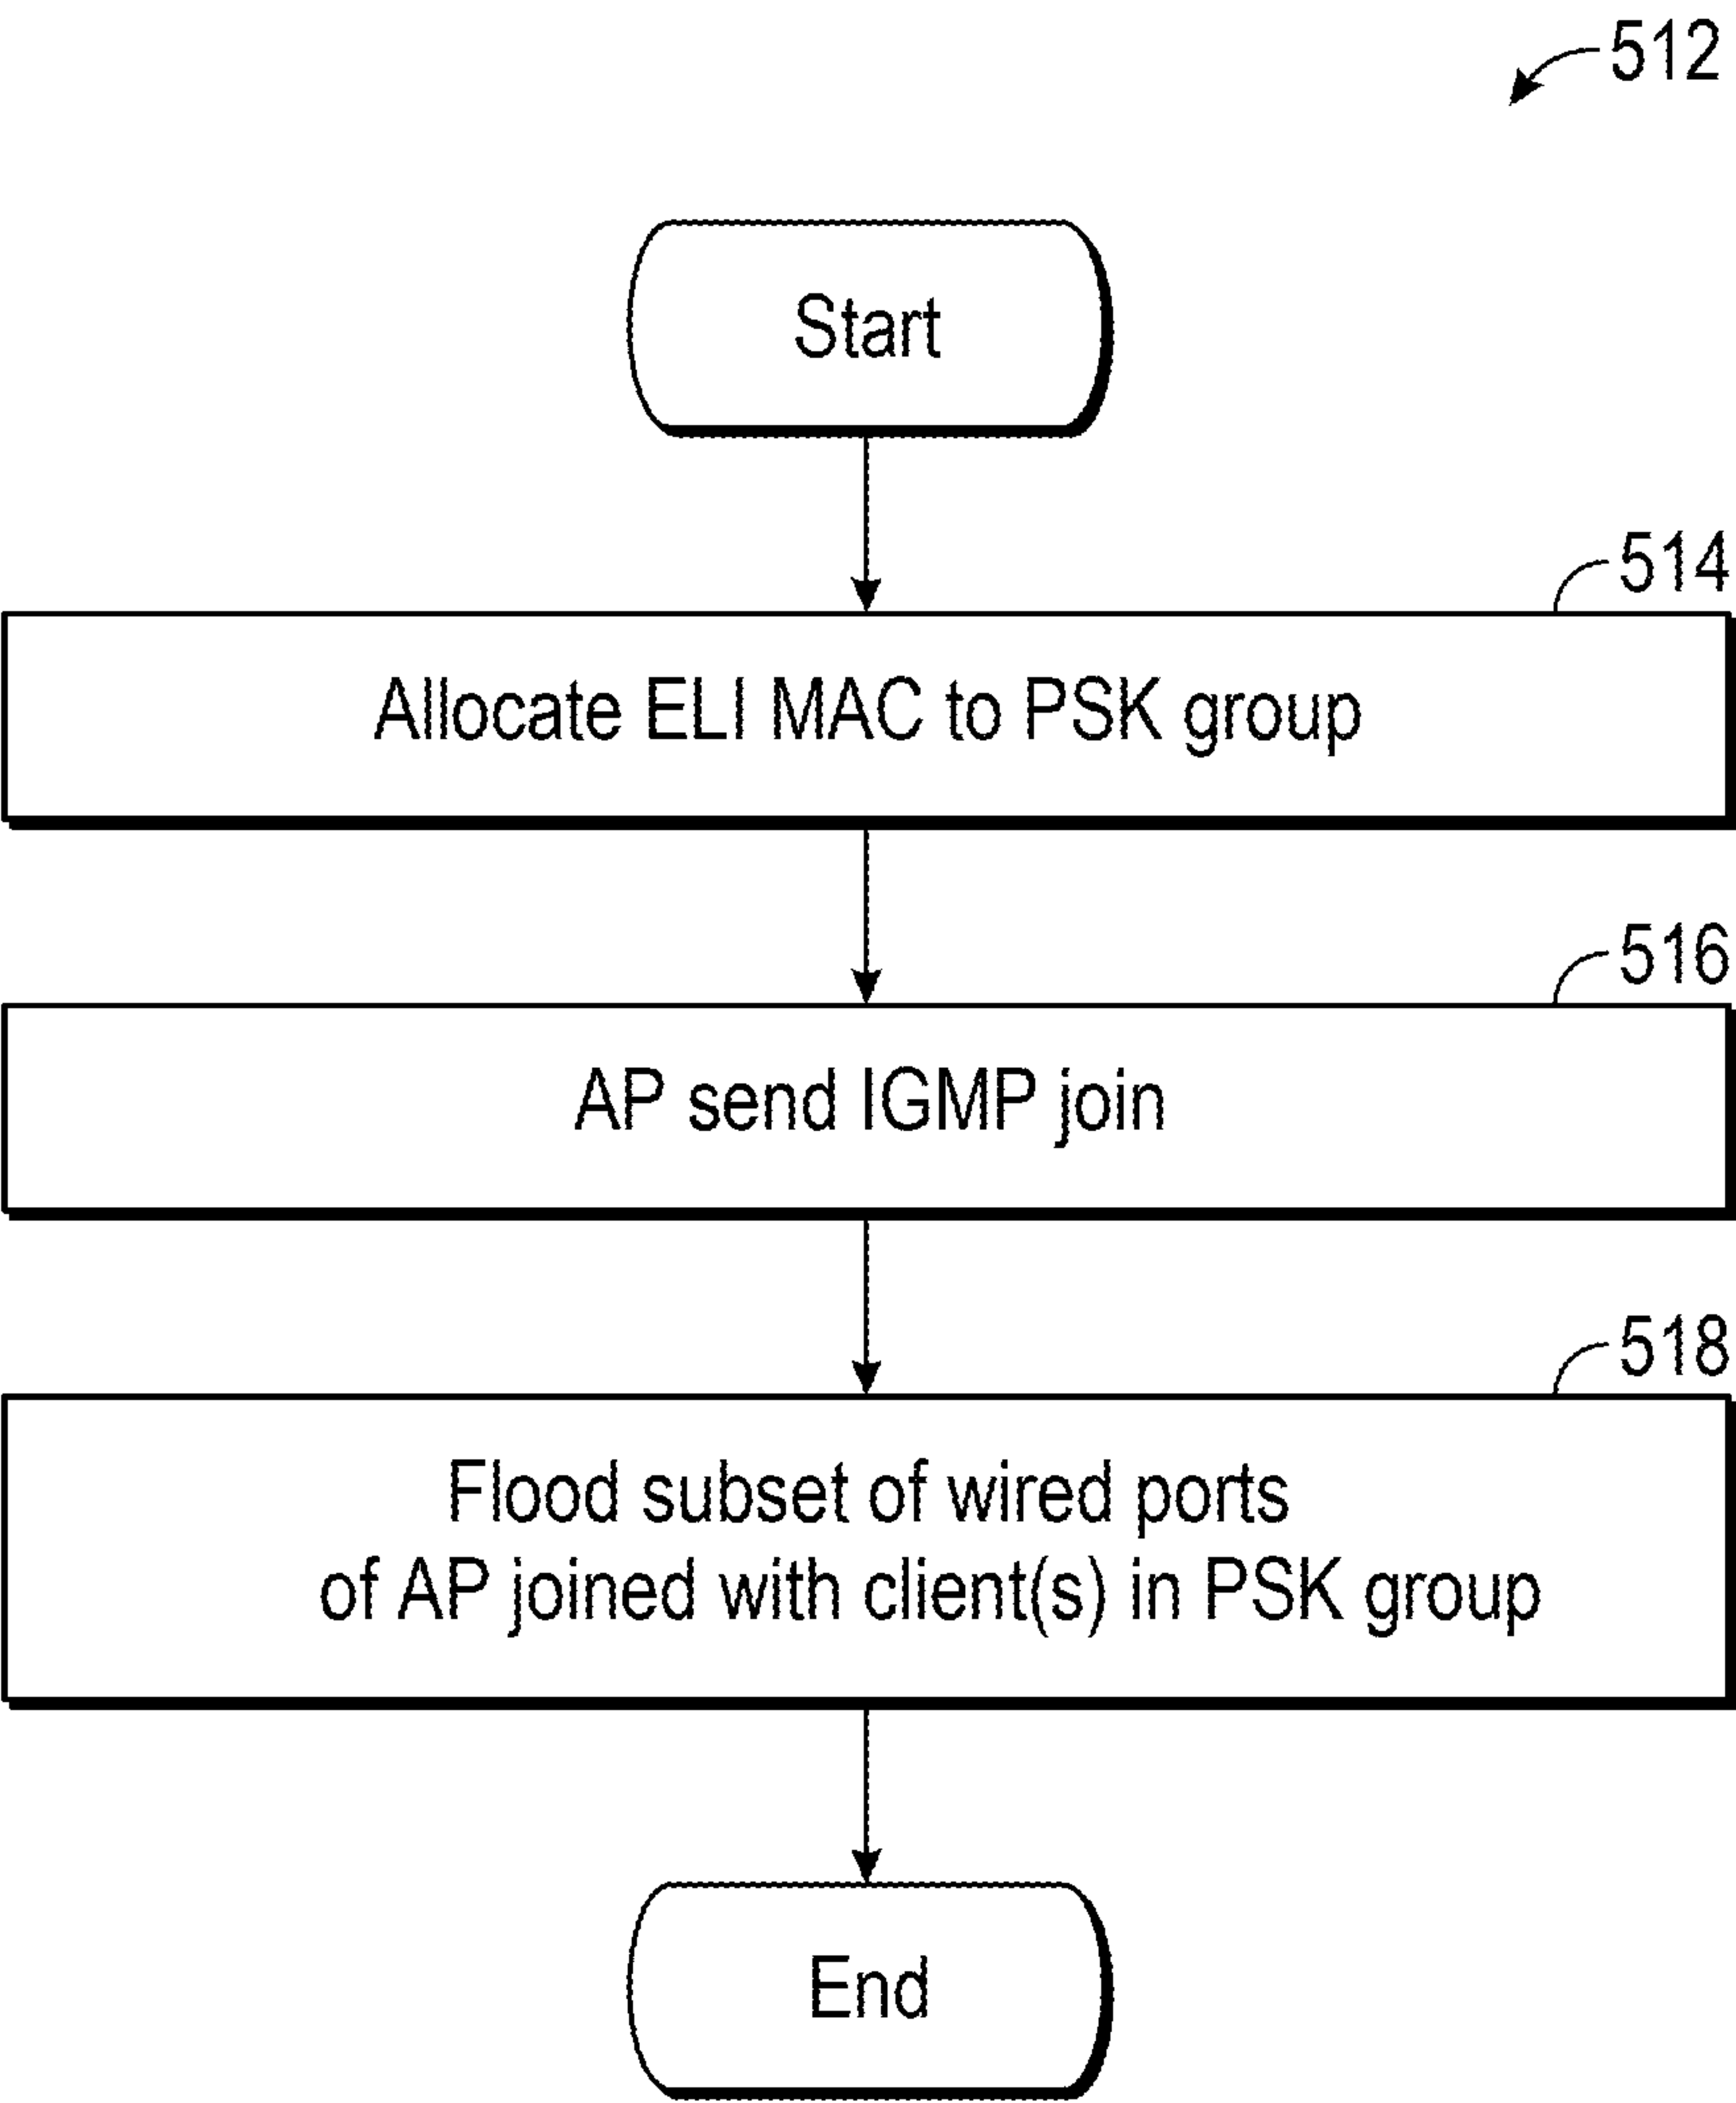 512
Start
514
Allocate ELI MAC to PSK group
516
AP send IGMP join
518
Flood subset of wired ports
of AP joined with client(s) in PSK group
End